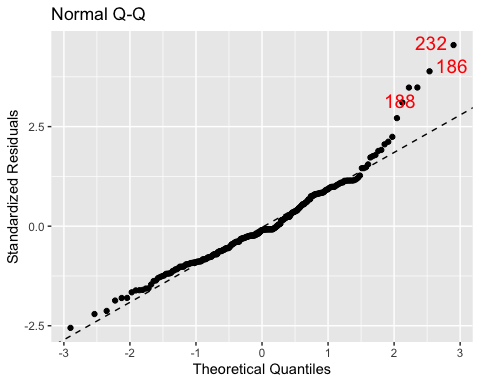 Normal Q-Q
232
186
188
2.5
0.0
-2.5
Standardized Residuals
-3 -2 -1 0 1 2 3
Theoretical Quantiles